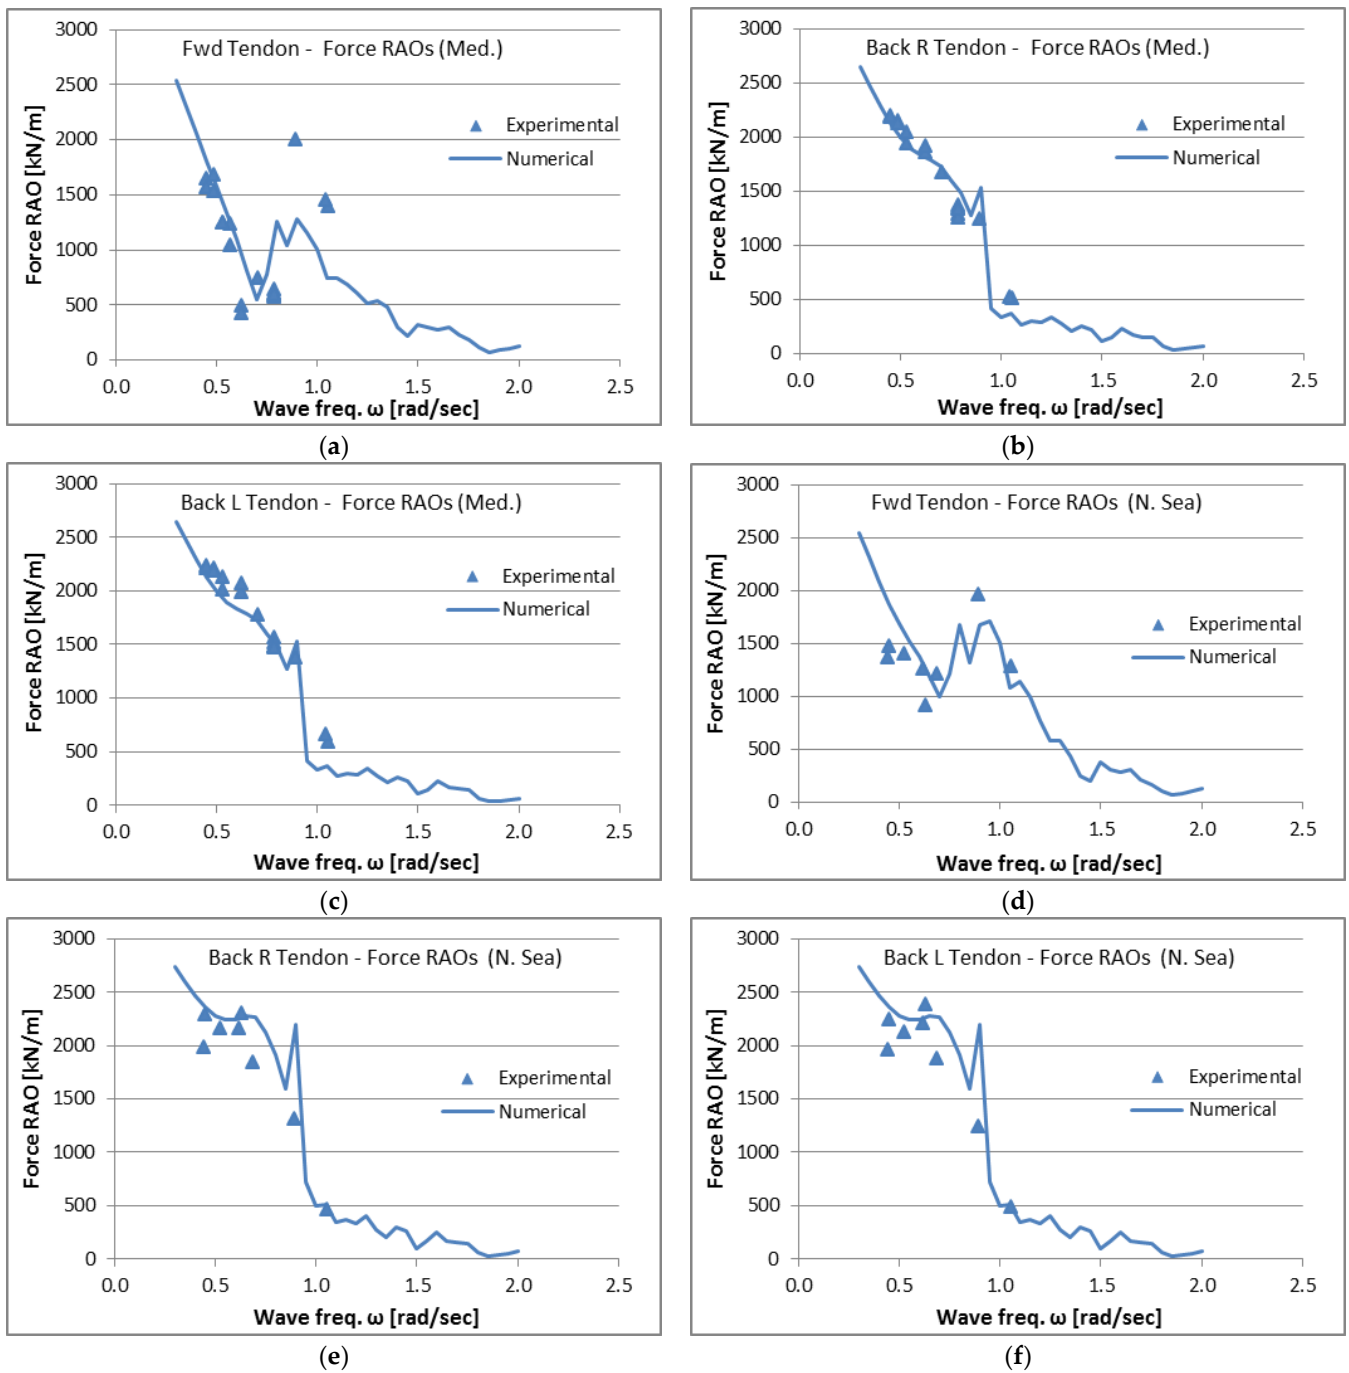 Fwd Tendon -  Force RAOs (Med.)
Force RAO [kN/m]
3000
2500
2000
1500
1000
500
0
Experimental
Numerical
0.0 0.5 1.0 1.5 2.0 2.5
Wave freq. ω [rad/sec]
(a)
Back R Tendon -  Force RAOs (Med.)
Force RAO [kN/m]
3000
2500
2000
1500
1000
500
0
Experimental
Numerical
0.0 0.5 1.0 1.5 2.0 2.5
Wave freq. ω [rad/sec]
(b)
Back L Tendon -  Force RAOs (Med.)
Force RAO [kN/m]
3000
2500
2000
1500
1000
500
0
Experimental
Numerical
0.0 0.5 1.0 1.5 2.0 2.5
Wave freq. ω [rad/sec]
(c)
Fwd Tendon - Force RAOs  (N. Sea)
Force RAO [kN/m]
3000
2500
2000
1500
1000
500
0
Experimental
Numerical
0.0 0.5 1.0 1.5 2.0 2.5
Wave freq. ω [rad/sec]
(d)
Back R Tendon - Force RAOs  (N. Sea)
Force RAO [kN/m]
3000
2500
2000
1500
1000
500
0
Experimental
Numerical
0.0 0.5 1.0 1.5 2.0 2.5
Wave freq. ω [rad/sec]
(e)
Back L Tendon - Force RAOs  (N. Sea)
Force RAO [kN/m]
3000
2500
2000
1500
1000
500
0
Experimental
Numerical
0.0 0.5 1.0 1.5 2.0 2.5
Wave freq. ω [rad/sec]
(f)